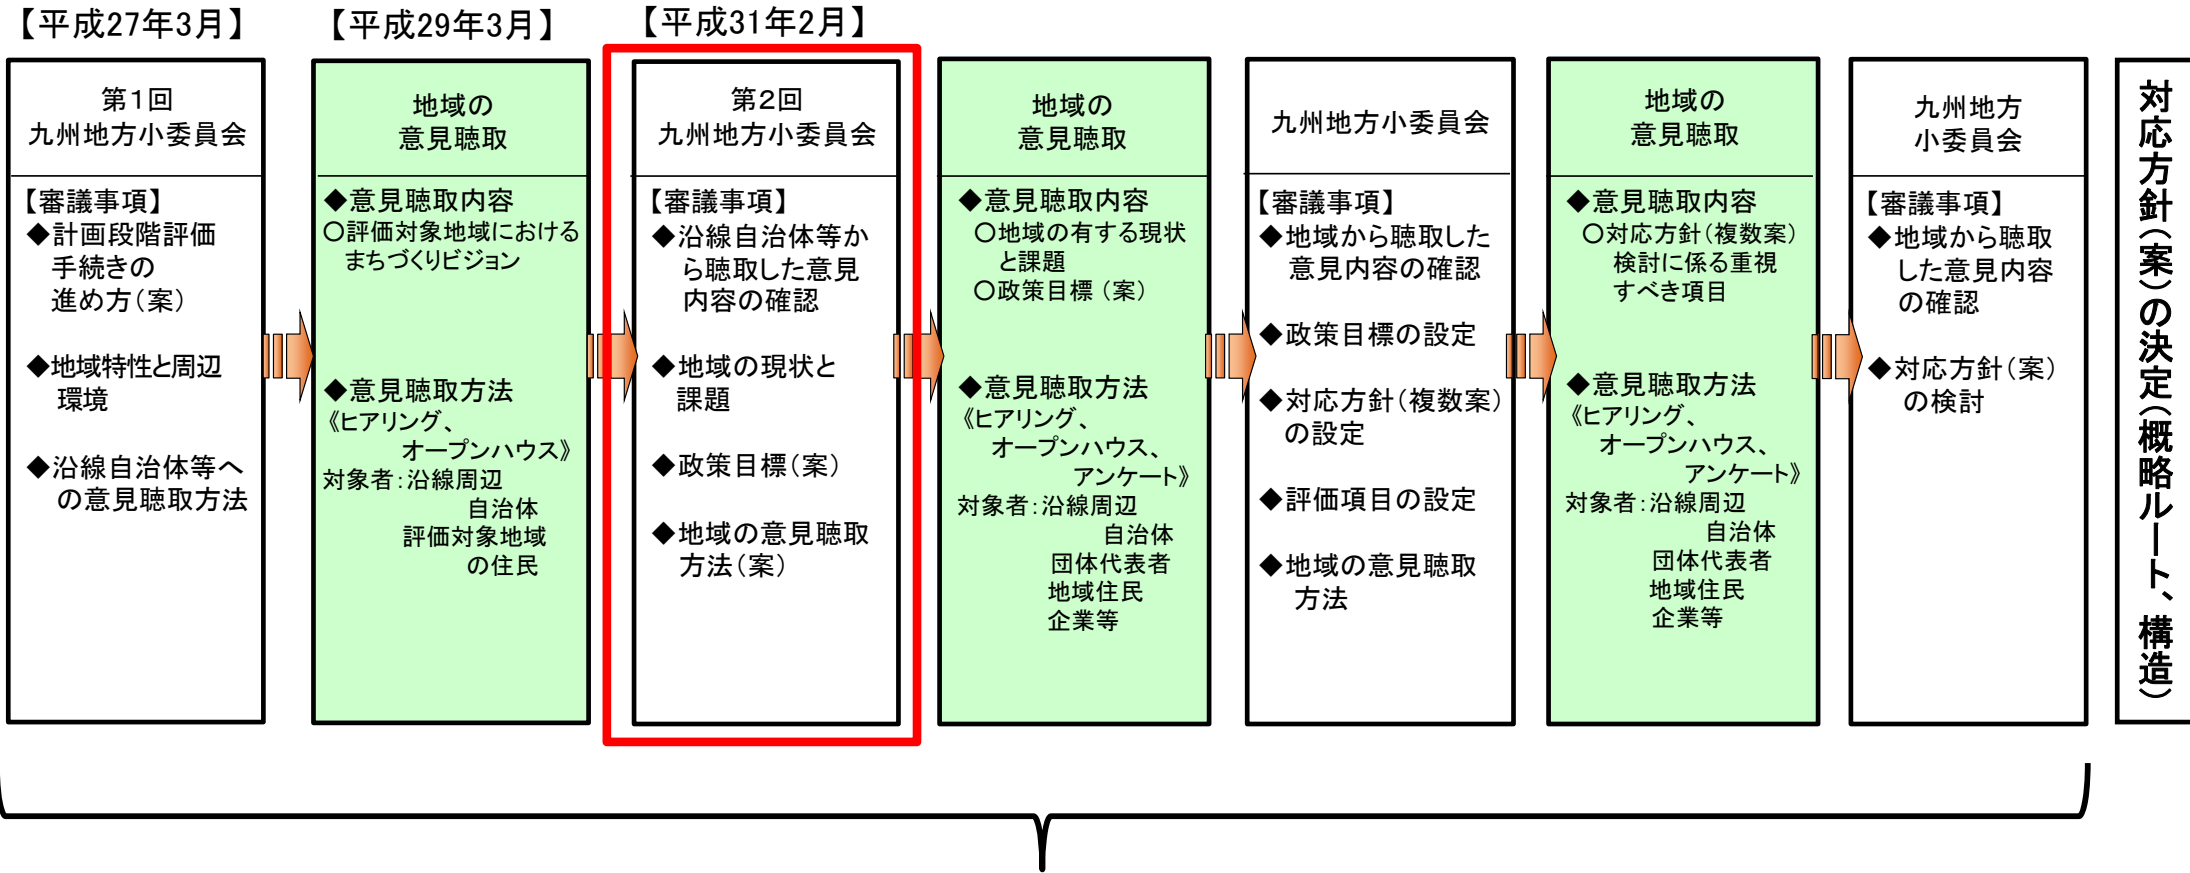 【平成27年3月】
【平成29年3月】
【平成31年2月】
第１回
九州地方小委員会
【審議事項】
◆計画段階評価
手続きの
進め方（案）
◆地域特性と周辺
環境
◆沿線自治体等へ
の意見聴取方法
地域の
意見聴取
◆意見聴取内容
○評価対象地域における
まちづくりビジョン
◆意見聴取方法
《ヒアリング、
オープンハウス》
対象者：沿線周辺
自治体
評価対象地域
の住民
第２回
九州地方小委員会
【審議事項】
◆沿線自治体等か
ら聴取した意見
内容の確認
◆地域の現状と
課題
◆政策目標（案）
◆地域の意見聴取
方法（案）
地域の
意見聴取
◆意見聴取内容
○地域の有する現状
と課題
○政策目標（案）
◆意見聴取方法
《ヒアリング、
オープンハウス、
アンケート》
対象者：沿線周辺
自治体
団体代表者
地域住民
企業等
九州地方小委員会
【審議事項】
◆地域から聴取した
意見内容の確認
◆政策目標の設定
◆対応方針（複数案）
の設定
◆評価項目の設定
◆地域の意見聴取
方法
地域の
意見聴取
◆意見聴取内容
○対応方針（複数案）
検討に係る重視
すべき項目
◆意見聴取方法
《ヒアリング、
オープンハウス、
アンケート》
対象者：沿線周辺
自治体
団体代表者
地域住民
企業等
九州地方
小委員会
【審議事項】
◆地域から聴取
した意見内容
の確認
◆対応方針（案）
の検討
対応方針（案）の決定（概略ルート、構造）